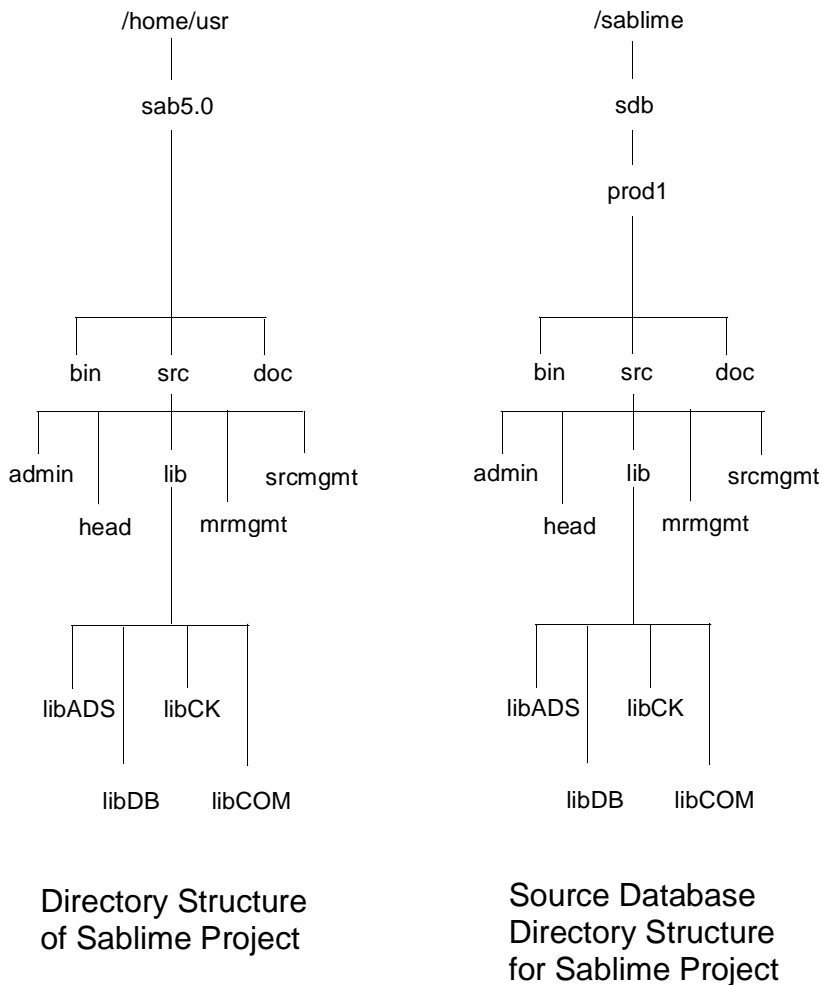 /home/usr
sab5.0
bin src doc
admin lib srcmgmt
head mrmgmt
libADS libCK
libDB libCOM
Directory Structure
of Sablime Project
/sablime
sdb
prod1
bin src doc
admin lib srcmgmt
head mrmgmt
libADS libCK
libDB libCOM
Source Database
Directory Structure
for Sablime Project